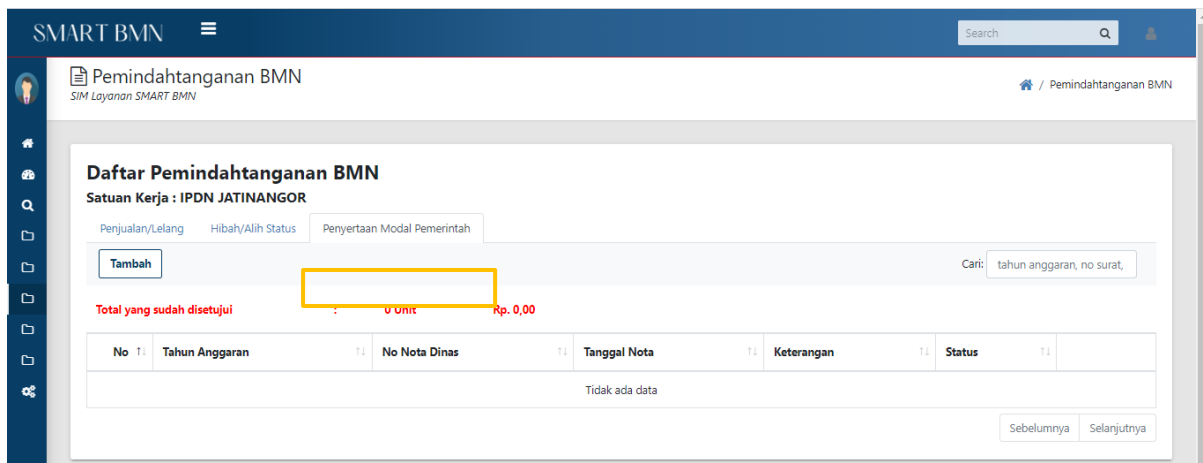 SMART BMN
Search
Pemindahtanganan BMN
SIM Layanan SMART BMN
/ Pemindahtanganan BMN
Daftar Pemindahtanganan BMN
Satuan Kerja : IPDN JATINANGOR
Penjualan/Lelang Hibah/Alih Status Penyertaan Modal Pemerintah
Tambah
Cari: tahun anggaran, no surat,
Total yang sudah disetujui : 0 Unit Rp. 0,00
No Tahun Anggaran No Nota Dinas Tanggal Nota Keterangan Status
Tidak ada data
Sebelumnya Selanjutnya